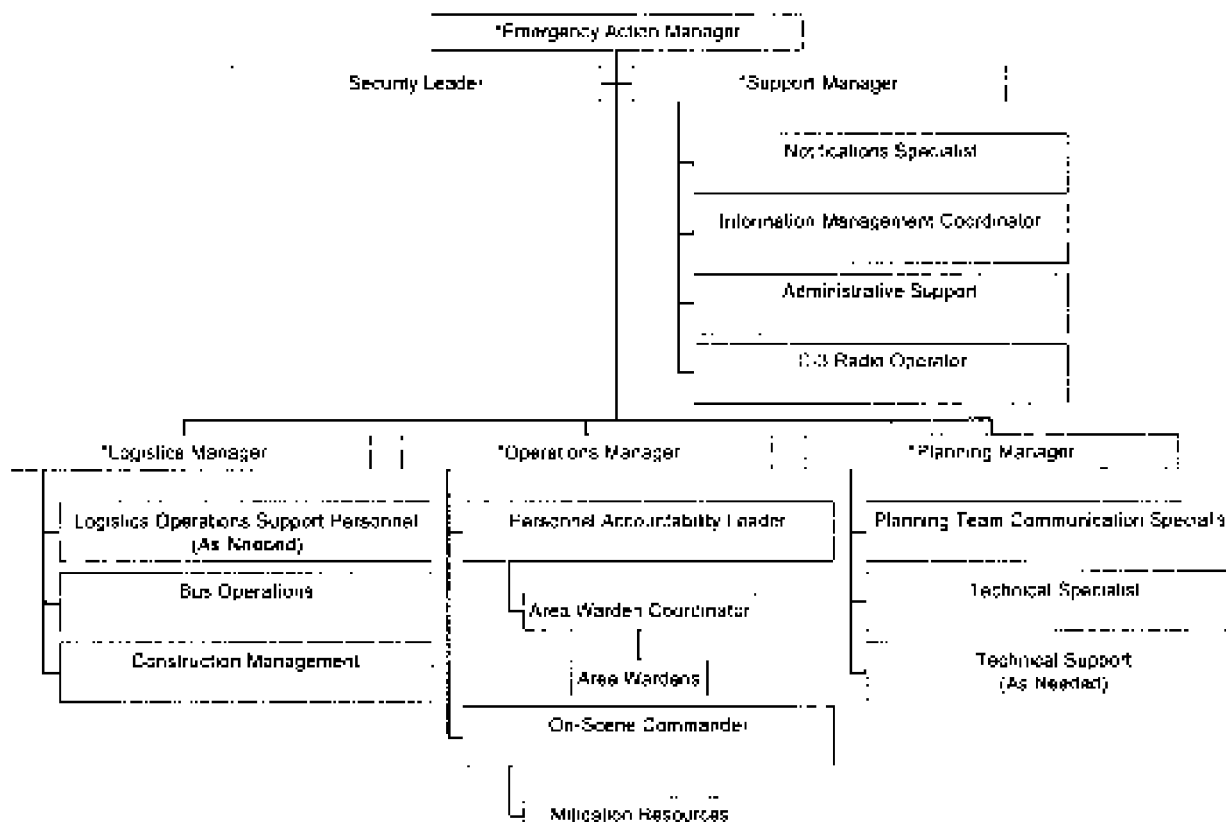 *Emergency Action Manager
Security Leader
*Support Manager
Notifications Specialist
Information Management Coordinator
Administrative Support
C-3 Radio Operator
*Logistics Manager
*Operations Manager
*Planning Manager
Logistics Operations Support Personnel
(As Needed)
Bus Operations
Construction Management
Personnel Accountability Leader
Area Warden Coordinator
Area Wardens
On-Scene Commander
Mitigation Resources
Planning Team Communication Specialis
Technical Specialist
Technical Support
(As Needed)